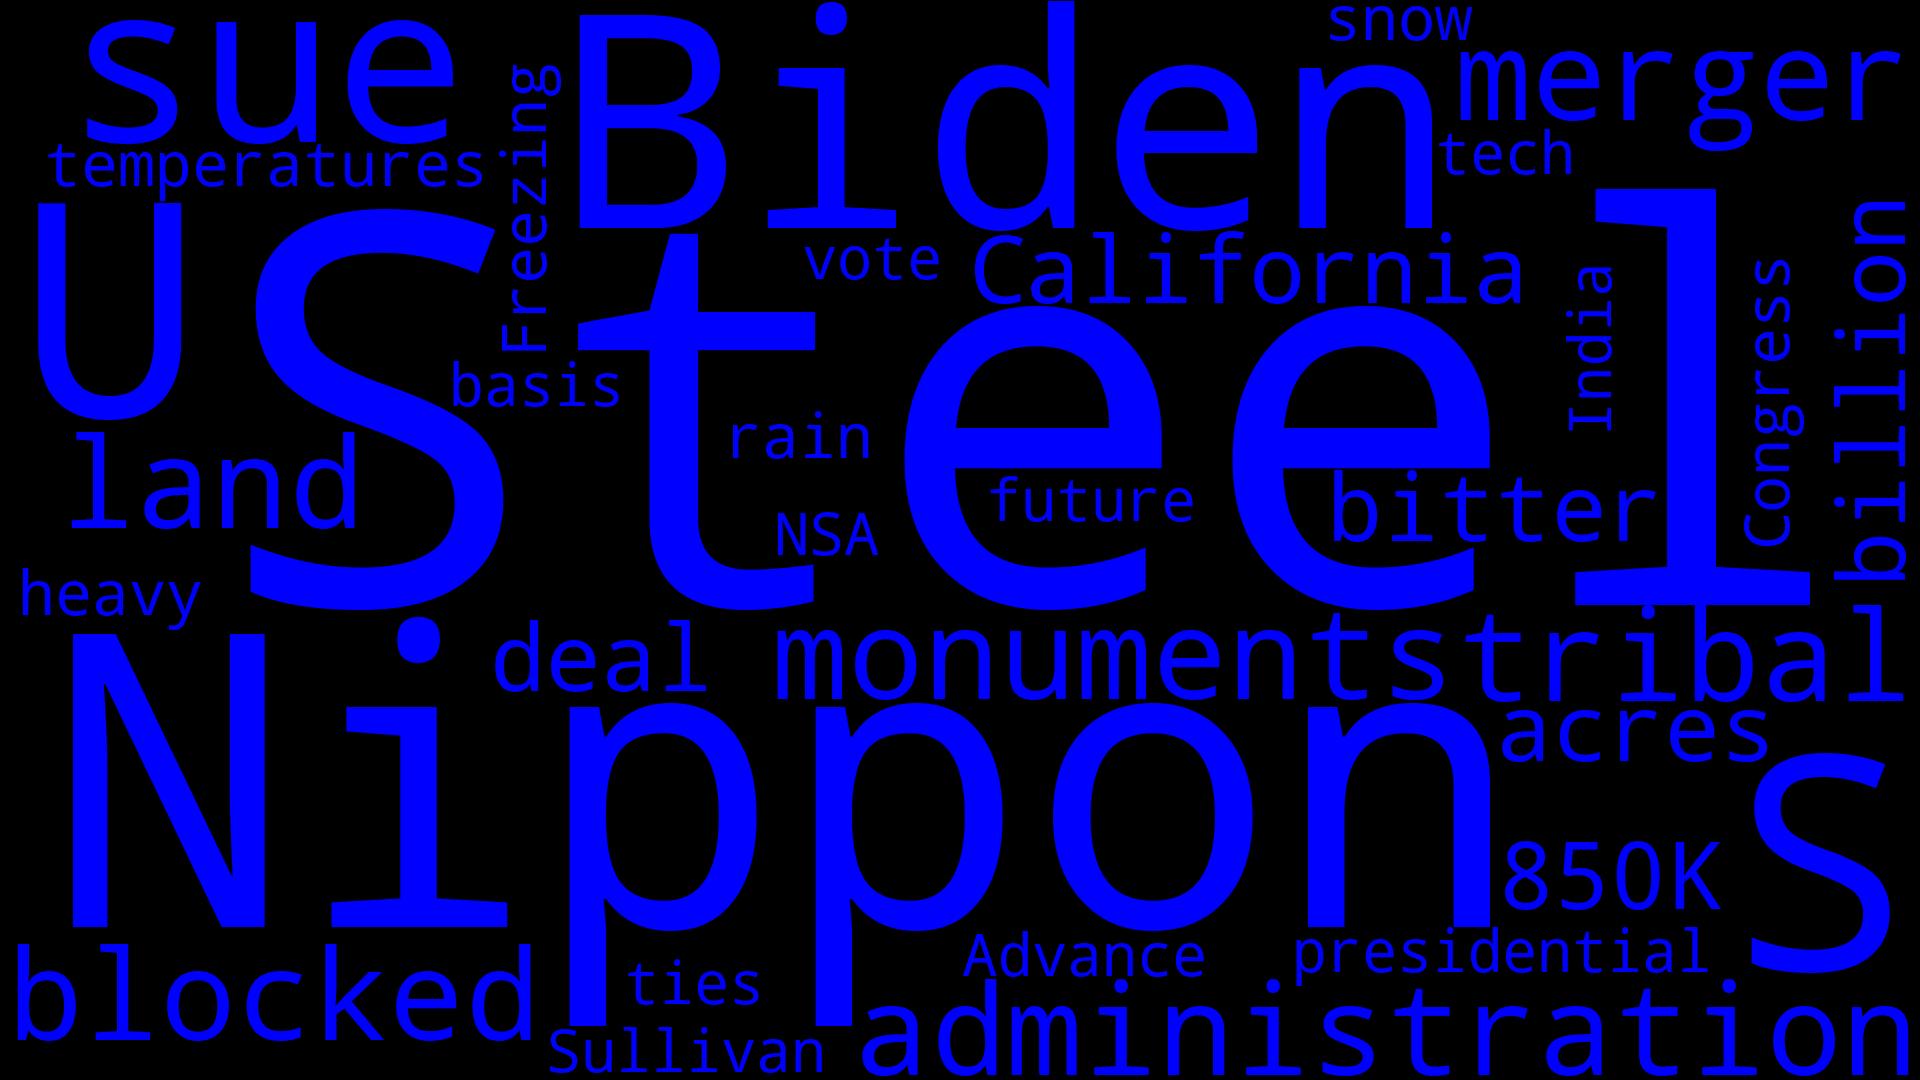 sue
Biden
snow
merger
temperatures
Freezing
tech
U
Steel
vote
California
India
Congress
billion
basis
rain
land
future
bitter
NSA
heavy
deal
monuments
tribal
Nippon
acres
S
850K
blocked
ties
Advance
presidential
Sullivan
administration